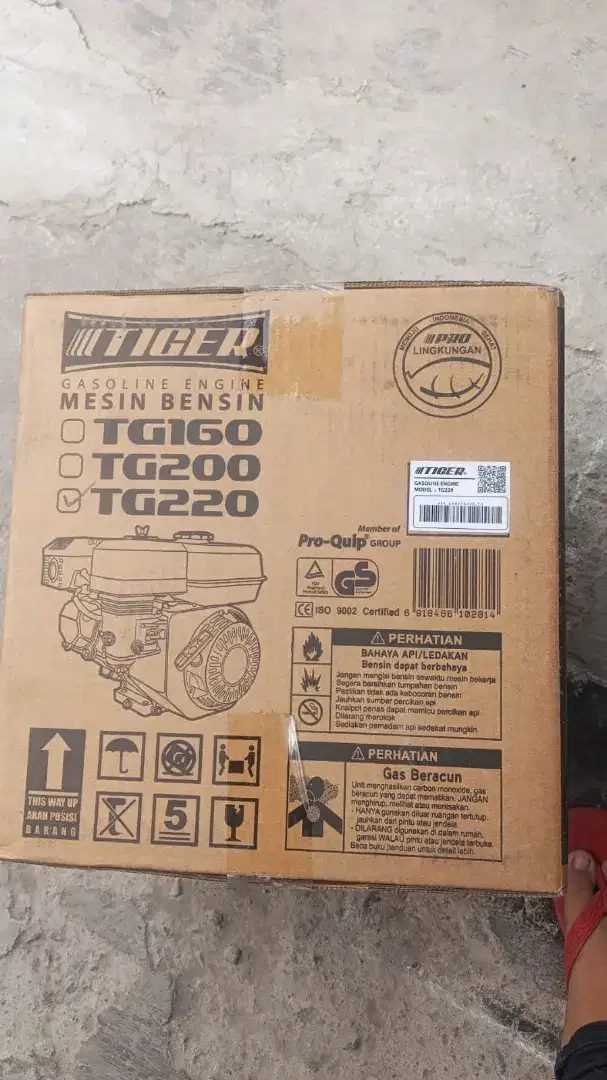 TIGER®
GASOLINE ENGINE
MESIN BENSIN
TG160
TG200
TG220
INDONESIA SEHAT
PRO
LINGKUNGAN
TIGER®
GASOLINE ENGINE
MODEL : TG220
Member of
Pro-Quip® GROUP
GS
CE ISO 9002 Certified
6 918456 102814
PERHATIAN
BAHAYA API/LEDAKAN
Bensin dapat berbahaya
Jangan mengisi bensin sewaktu mesin bekerja
Segera barsihkan tumpahan bensin
Pastikan tidak ada kebocoran bensin
Jauhkan sumber percikan api
Knalpot panas dapat memicu percikan api
Dilarang merokok
Sediakan pemadam api sedekat mungkin
PERHATIAN
Gas Beracun
Unit menghasilkan carbon monoxide, gas
beracun yang dapat mematikan. JANGAN
menghirup, melihat atau merasakan.
- HANYA gunakan diluar ruangan tertutup,
jauhkan dari pintu atau jendela
- DILARANG digunakan di dalam rumah,
garasi WALAU pintu atau jendela terbuka.
Baca buku panduan untuk detail lebih.
THIS WAY UP
ARAH POSISI
BARANG
5